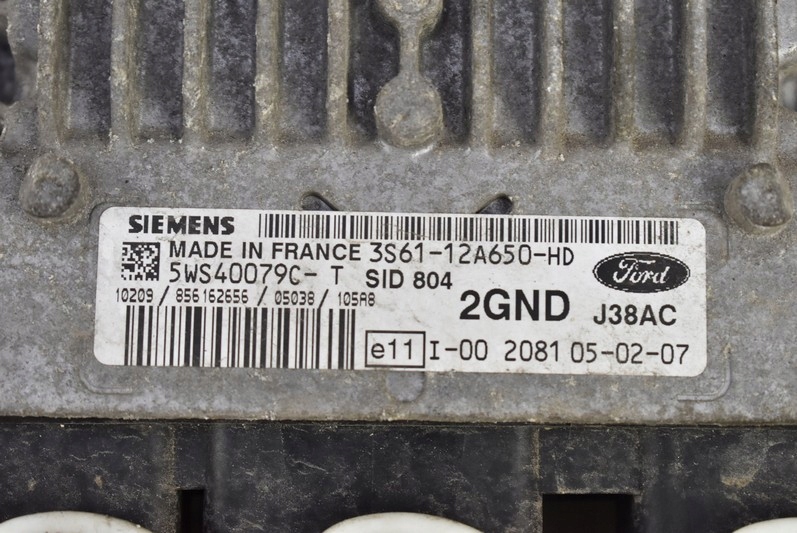 SIEMENS
MADE IN FRANCE 3S61-12A650-HD
5WS40079C- T SID 804
Ford
10209 / 856162656 / 05038 / 105A8
2GND J38AC
e11 I-00 2081 05-02-07